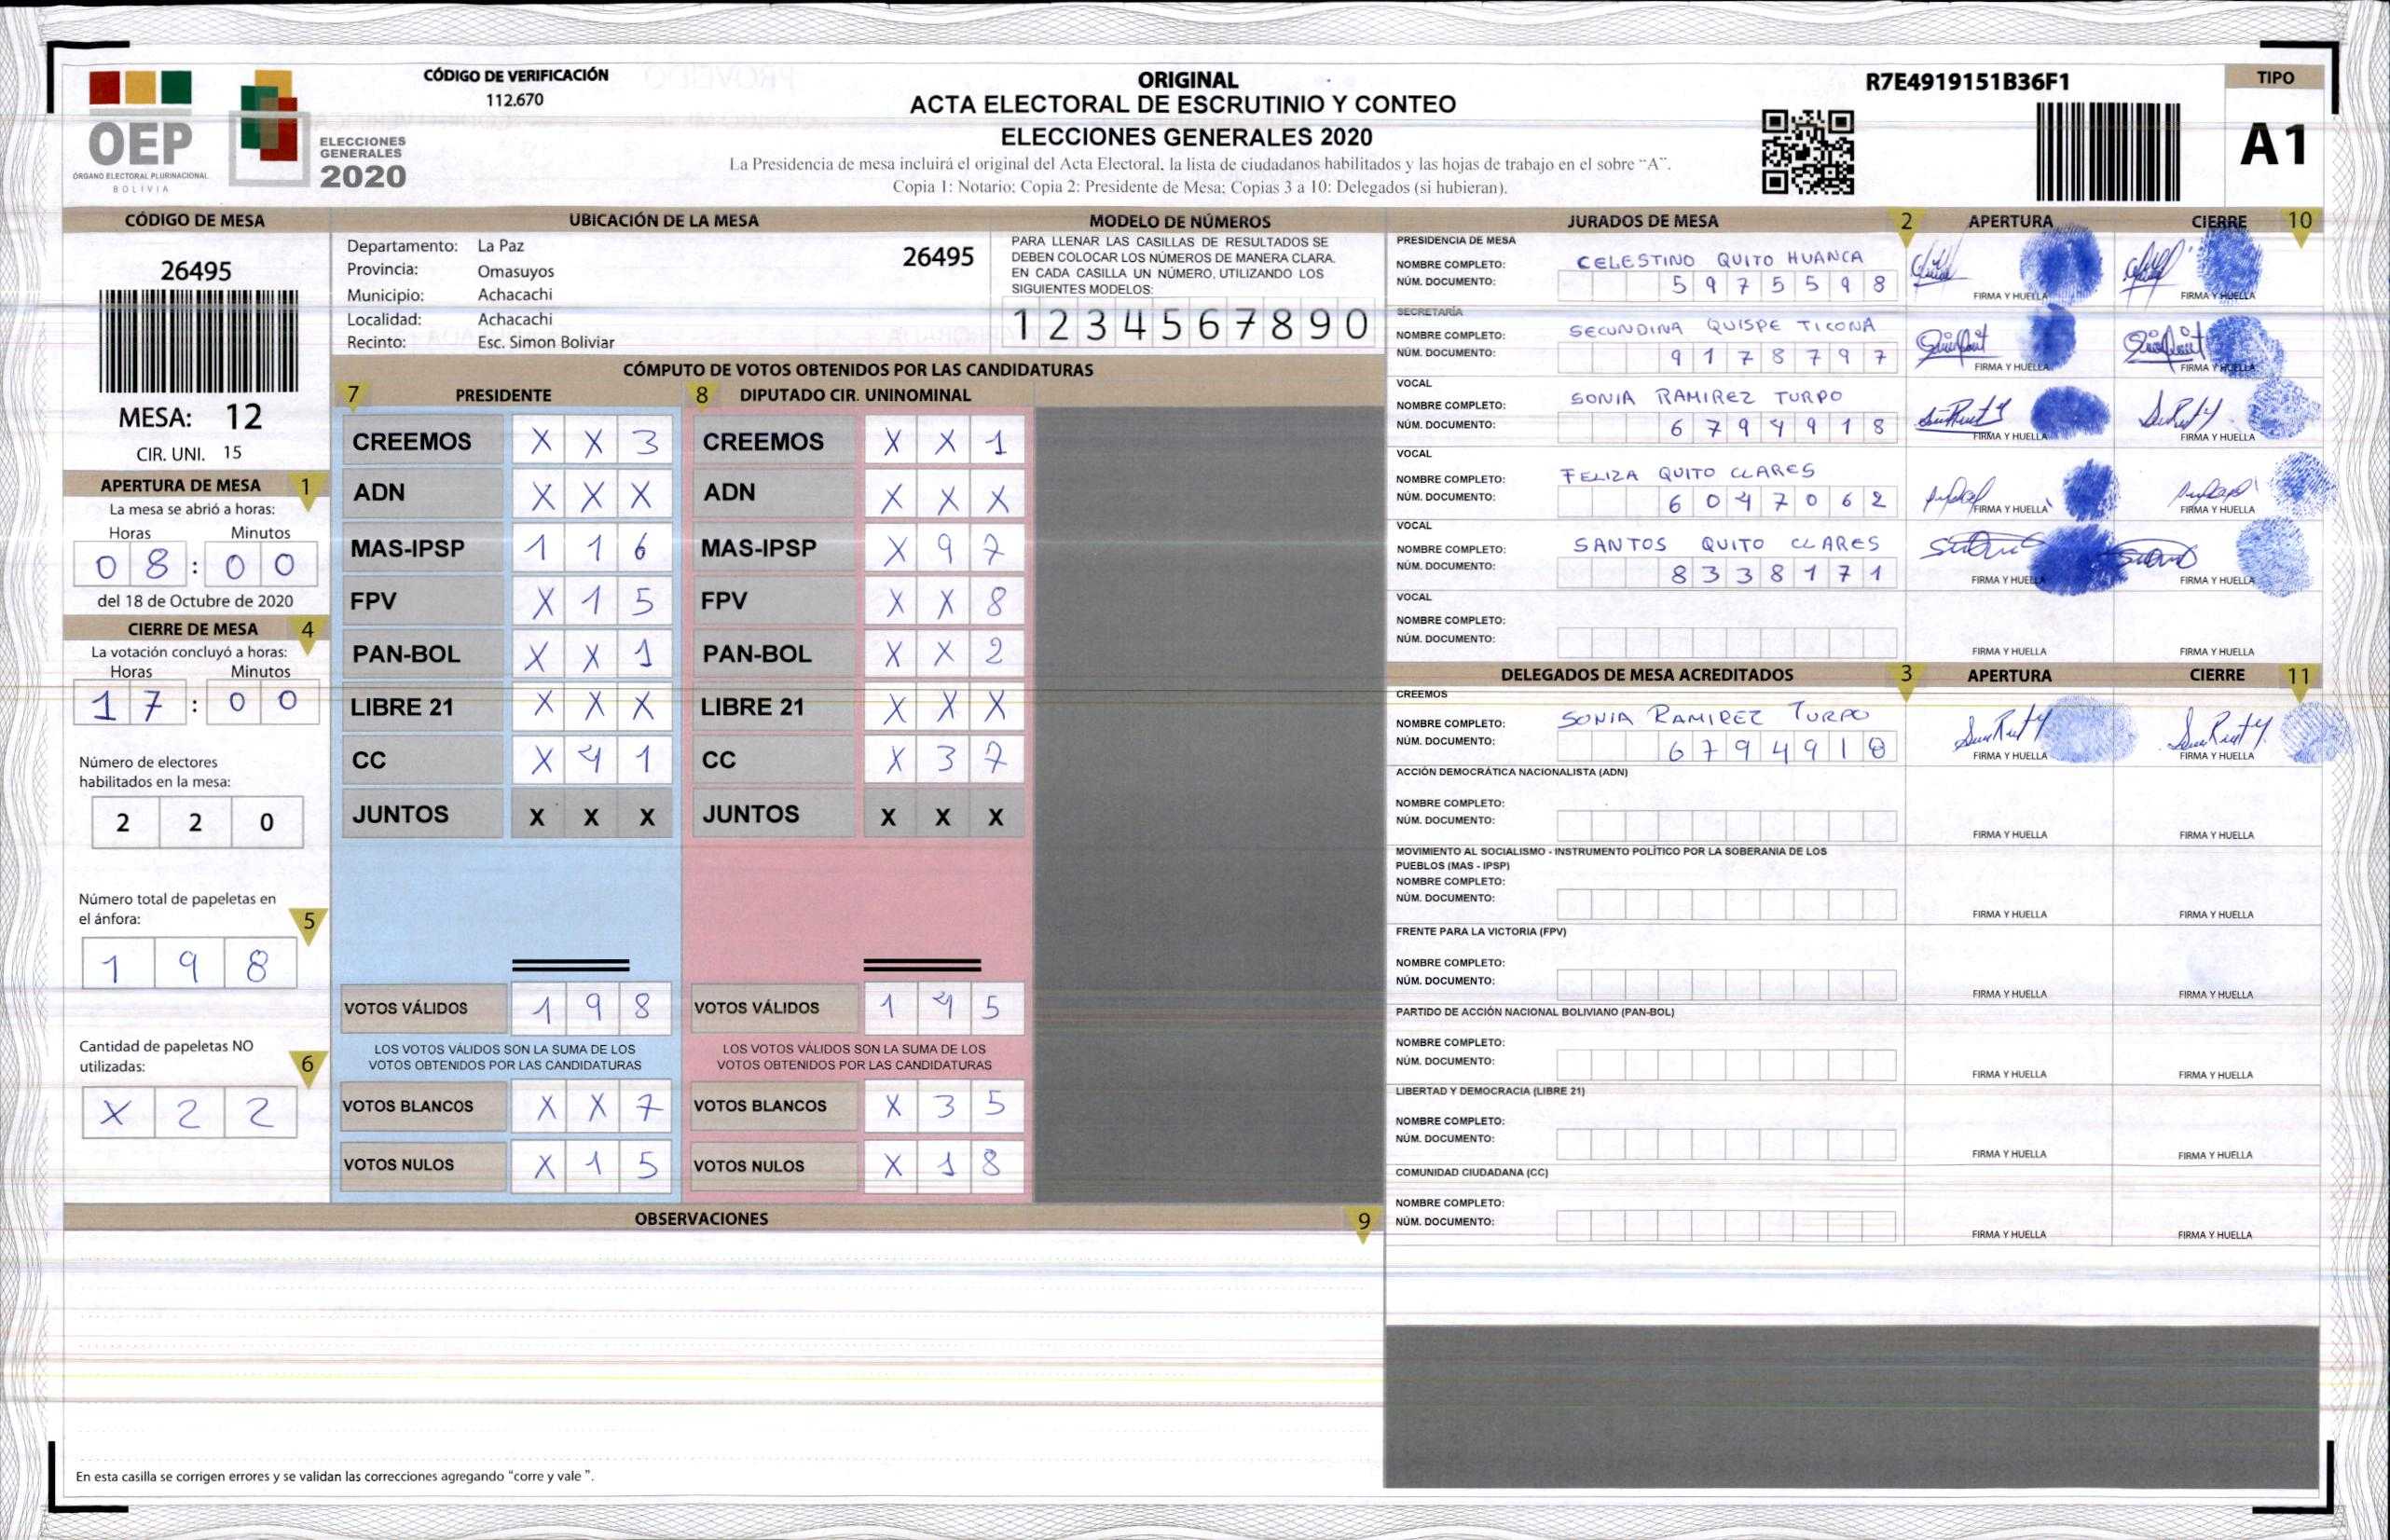 CÓDIGO DE VERIFICACIÓN
112.670
ORIGINAL
ACTA ELECTORAL DE ESCRUTINIO Y CONTEO
ELECCIONES GENERALES 2020
La Presidencia de mesa incluirá el original del Acta Electoral, la lista de ciudadanos habilitados y las hojas de trabajo en el sobre "A".
Copia 1: Notario; Copia 2: Presidente de Mesa; Copias 3 a 10: Delegados (si hubieran).
R7E4919151B36F1
TIPO
A1
OEP
ÓRGANO ELECTORAL PLURINACIONAL
BOLIVIA
ELECCIONES
GENERALES
2020
CÓDIGO DE MESA
26495
MESA: 12
CIR. UNI. 15
APERTURA DE MESA 1
La mesa se abrió a horas:
Horas Minutos
0 8 : 0 0
del 18 de Octubre de 2020
CIERRE DE MESA 4
La votación concluyó a horas:
Horas Minutos
1 7 : 0 0
Número de electores
habilitados en la mesa:
2 2 0
Número total de papeletas en
el ánfora: 5
1 9 8
Cantidad de papeletas NO
utilizadas: 6
X 2 2
UBICACIÓN DE LA MESA
Departamento: La Paz
26495
Provincia: Omasuyos
Municipio: Achacachi
Localidad: Achacachi
Recinto: Esc. Simon Boliviar
MODELO DE NÚMEROS
PARA LLENAR LAS CASILLAS DE RESULTADOS SE
DEBEN COLOCAR LOS NÚMEROS DE MANERA CLARA.
EN CADA CASILLA UN NÚMERO, UTILIZANDO LOS
SIGUIENTES MODELOS:
1 2 3 4 5 6 7 8 9 0
CÓMPUTO DE VOTOS OBTENIDOS POR LAS CANDIDATURAS
7 PRESIDENTE
CREEMOS X X 3
ADN X X X
MAS-IPSP 1 1 6
FPV X 1 5
PAN-BOL X X 1
LIBRE 21 X X X
CC X 4 1
JUNTOS X X X
VOTOS VÁLIDOS 1 9 8
LOS VOTOS VÁLIDOS SON LA SUMA DE LOS
VOTOS OBTENIDOS POR LAS CANDIDATURAS
VOTOS BLANCOS X X 7
VOTOS NULOS X 1 5
8 DIPUTADO CIR. UNINOMINAL
CREEMOS X X 1
ADN X X X
MAS-IPSP X 9 7
FPV X X 8
PAN-BOL X X 2
LIBRE 21 X X X
CC X 3 7
JUNTOS X X X
VOTOS VÁLIDOS 1 4 5
LOS VOTOS VÁLIDOS SON LA SUMA DE LOS
VOTOS OBTENIDOS POR LAS CANDIDATURAS
VOTOS BLANCOS X 3 5
VOTOS NULOS X 1 8
OBSERVACIONES 9
En esta casilla se corrigen errores y se validan las correcciones agregando "corre y vale ".
JURADOS DE MESA 2 APERTURA CIERRE 10
PRESIDENCIA DE MESA
NOMBRE COMPLETO: CELESTINO QUITO HUANCA
NÚM. DOCUMENTO: 5 9 7 5 5 9 8
FIRMA Y HUELLA FIRMA Y HUELLA
SECRETARÍA
NOMBRE COMPLETO: SECUNDINA QUISPE TICONA
NÚM. DOCUMENTO: 9 1 7 8 7 9 7
FIRMA Y HUELLA FIRMA Y HUELLA
VOCAL
NOMBRE COMPLETO: SONIA RAMIREZ TURPO
NÚM. DOCUMENTO: 6 7 9 4 9 1 8
FIRMA Y HUELLA FIRMA Y HUELLA
VOCAL
NOMBRE COMPLETO: FELIZA QUITO CLARES
NÚM. DOCUMENTO: 6 0 4 7 0 6 2
FIRMA Y HUELLA FIRMA Y HUELLA
VOCAL
NOMBRE COMPLETO: SANTOS QUITO CLARES
NÚM. DOCUMENTO: 8 3 3 8 1 7 1
FIRMA Y HUELLA FIRMA Y HUELLA
VOCAL
NOMBRE COMPLETO:
NÚM. DOCUMENTO:
FIRMA Y HUELLA FIRMA Y HUELLA
DELEGADOS DE MESA ACREDITADOS 3 APERTURA CIERRE 11
CREEMOS
NOMBRE COMPLETO: SONIA RAMIREZ TURPO
NÚM. DOCUMENTO: 6 7 9 4 9 1 8
FIRMA Y HUELLA FIRMA Y HUELLA
ACCIÓN DEMOCRÁTICA NACIONALISTA (ADN)
NOMBRE COMPLETO:
NÚM. DOCUMENTO:
FIRMA Y HUELLA FIRMA Y HUELLA
MOVIMIENTO AL SOCIALISMO - INSTRUMENTO POLÍTICO POR LA SOBERANIA DE LOS
PUEBLOS (MAS - IPSP)
NOMBRE COMPLETO:
NÚM. DOCUMENTO:
FIRMA Y HUELLA FIRMA Y HUELLA
FRENTE PARA LA VICTORIA (FPV)
NOMBRE COMPLETO:
NÚM. DOCUMENTO:
FIRMA Y HUELLA FIRMA Y HUELLA
PARTIDO DE ACCIÓN NACIONAL BOLIVIANO (PAN-BOL)
NOMBRE COMPLETO:
NÚM. DOCUMENTO:
FIRMA Y HUELLA FIRMA Y HUELLA
LIBERTAD Y DEMOCRACIA (LIBRE 21)
NOMBRE COMPLETO:
NÚM. DOCUMENTO:
FIRMA Y HUELLA FIRMA Y HUELLA
COMUNIDAD CIUDADANA (CC)
NOMBRE COMPLETO:
NÚM. DOCUMENTO:
FIRMA Y HUELLA FIRMA Y HUELLA